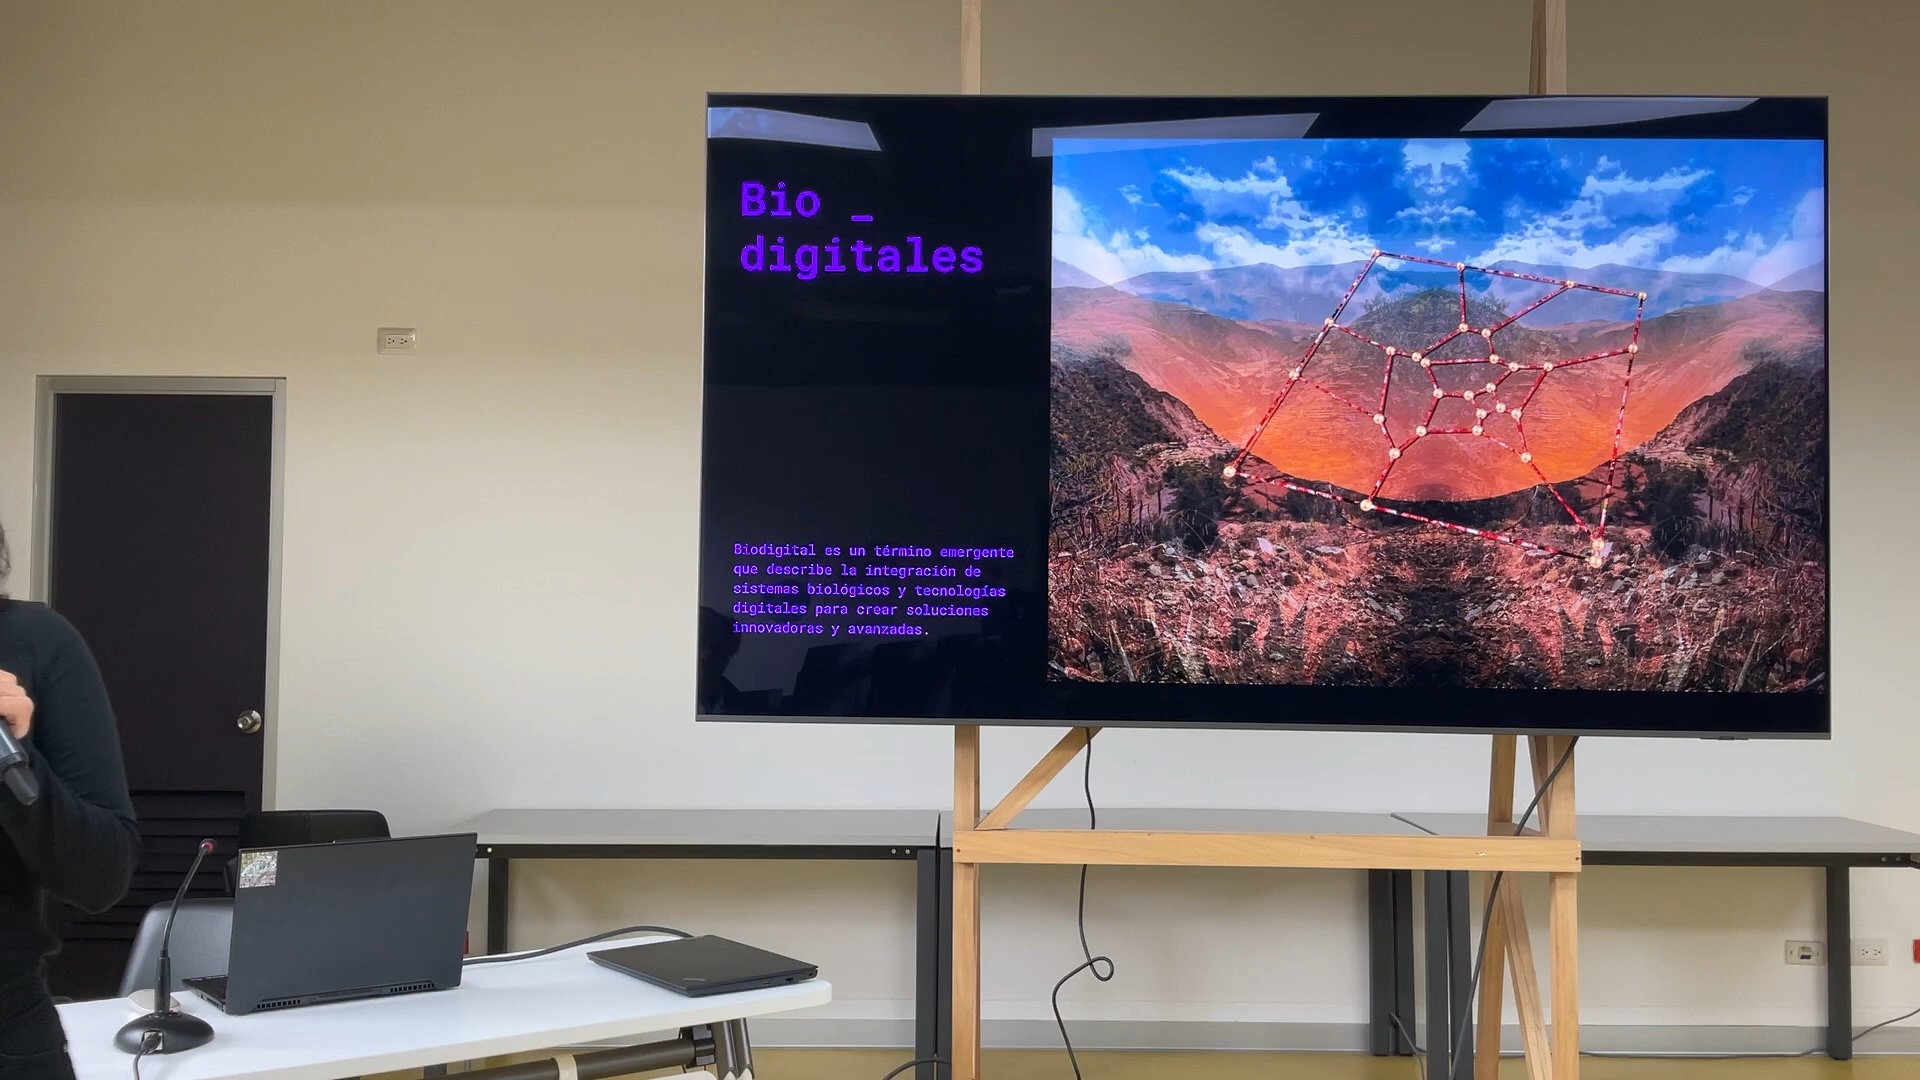 Bio _
digitales
Biodigital es un término emergente
que describe la integración de
sistemas biológicos y tecnologías
digitales para crear soluciones
innovadoras y avanzadas.